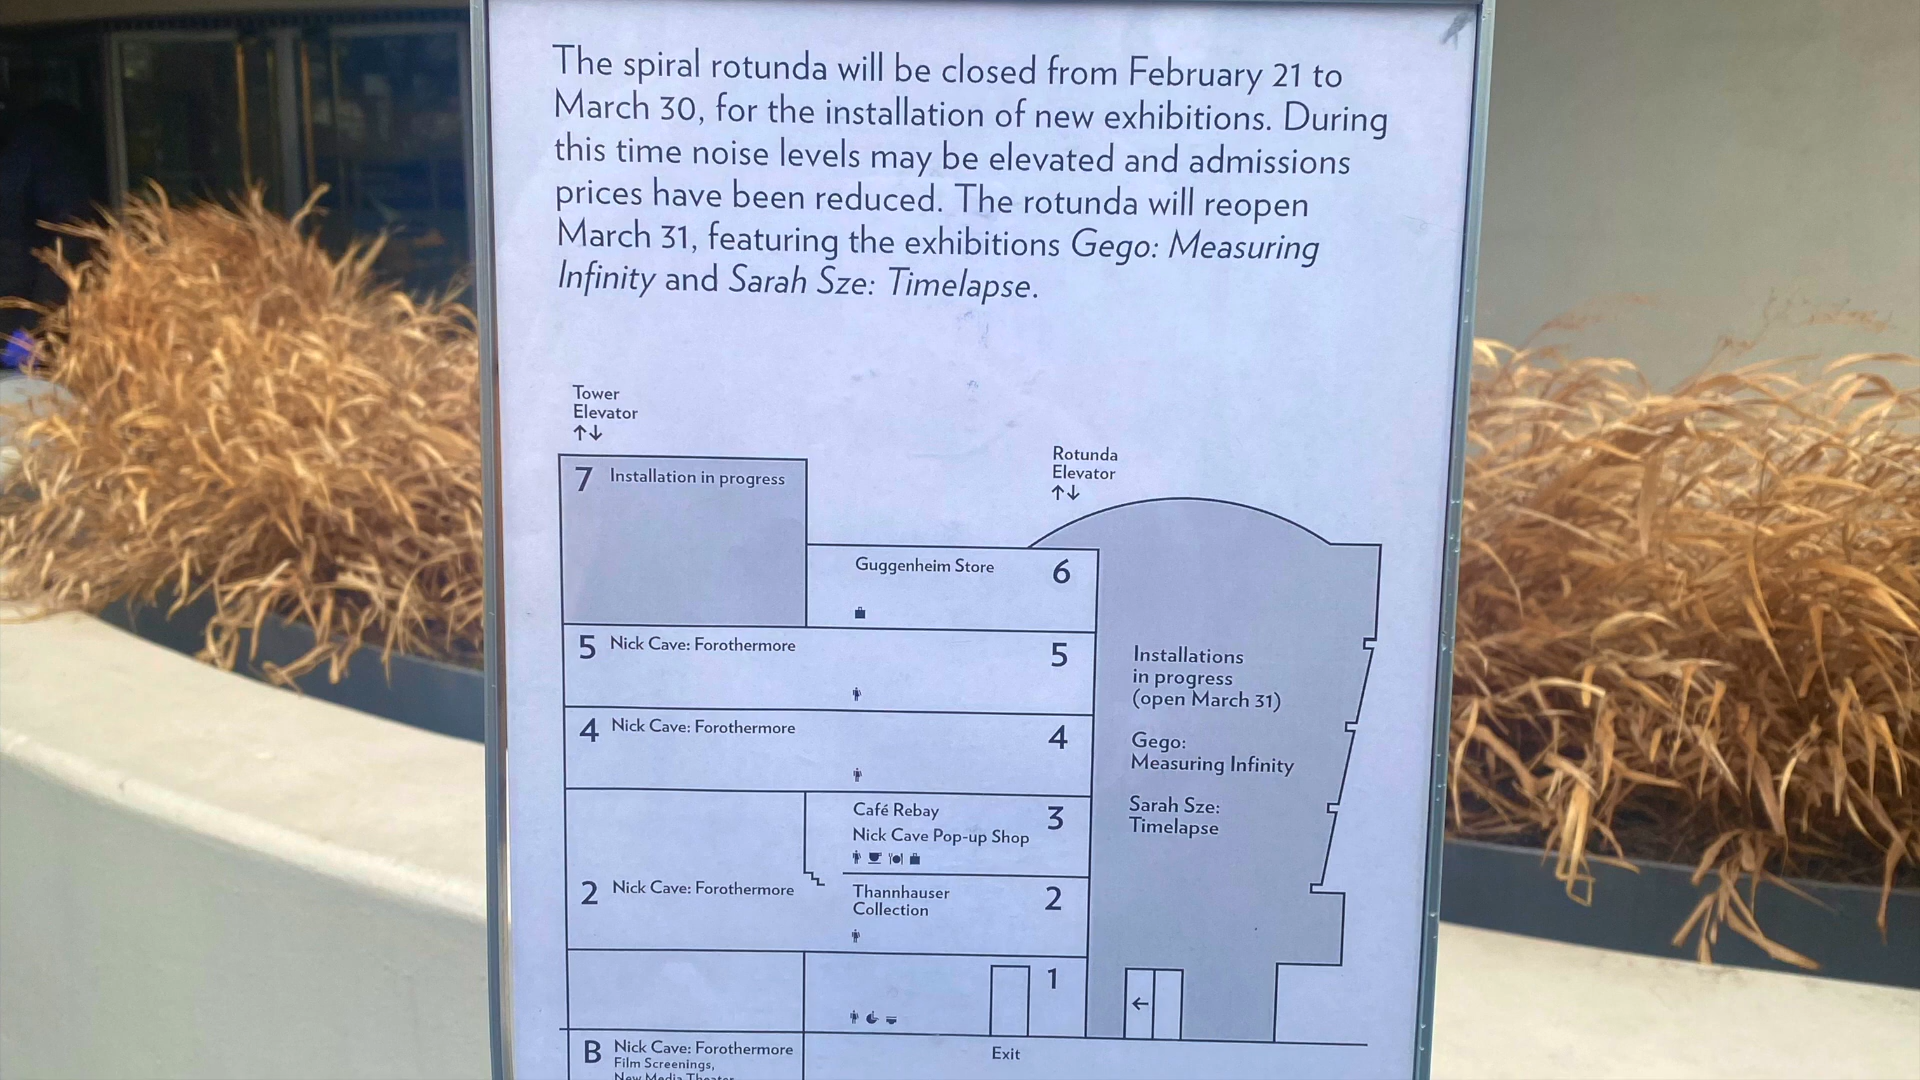 The spiral rotunda will be closed from February 21 to
March 30, for the installation of new exhibitions. During
this time noise levels may be elevated and admissions
prices have been reduced. The rotunda will reopen
March 31, featuring the exhibitions Gego: Measuring
Infinity and Sarah Sze: Timelapse.
Tower
Elevator
↑↓
Rotunda
Elevator
↑↓
7 Installation in progress
Guggenheim Store 6
5 Nick Cave: Forothermore 5
4 Nick Cave: Forothermore 4
Café Rebay
Nick Cave Pop-up Shop 3
2 Nick Cave: Forothermore
Thannhauser
Collection 2
1
Installations
in progress
(open March 31)
Gego:
Measuring Infinity
Sarah Sze:
Timelapse
←
Exit
B Nick Cave: Forothermore
Film Screenings,
New Media Theater